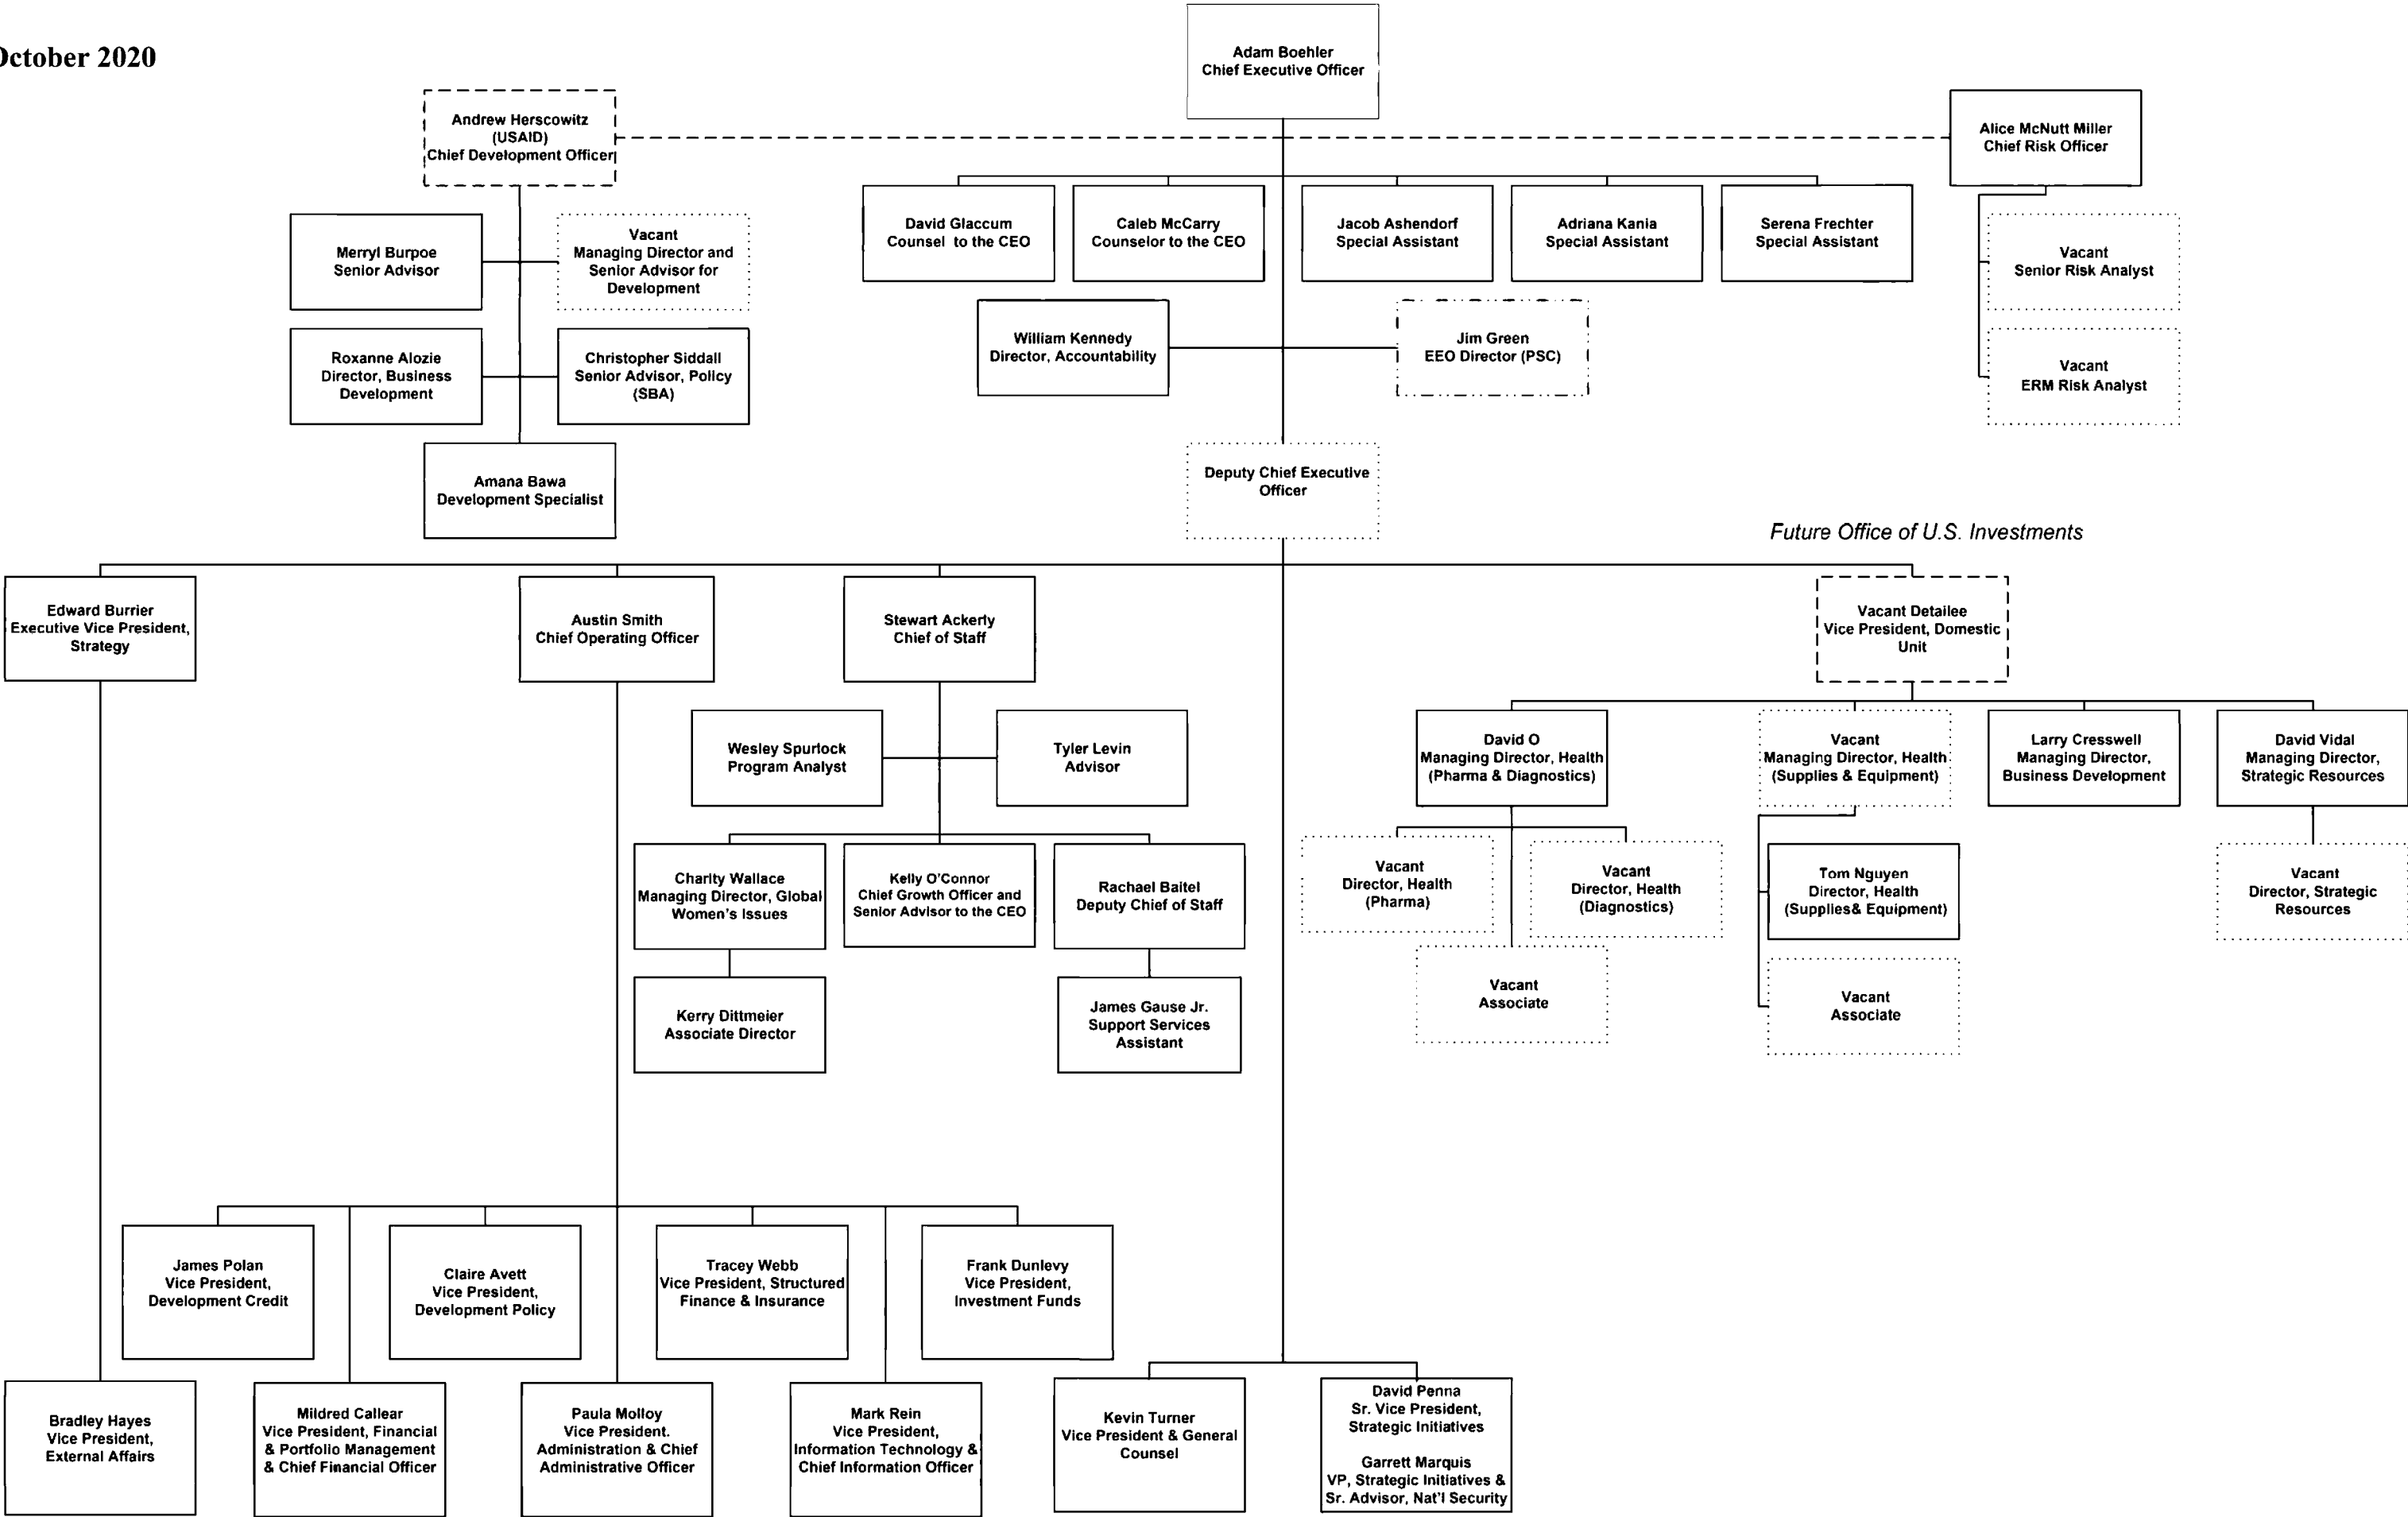 October 2020
Adam Boehler
Chief Executive Officer
Andrew Herscowitz
(USAID)
Chief Development Officer
Alice McNutt Miller
Chief Risk Officer
Merryl Burpoe
Senior Advisor
Vacant
Managing Director and
Senior Advisor for
Development
David Glaccum
Counsel to the CEO
Caleb McCarry
Counselor to the CEO
Jacob Ashendorf
Special Assistant
Adriana Kania
Special Assistant
Serena Frechter
Special Assistant
Vacant
Senior Risk Analyst
Roxanne Alozie
Director, Business
Development
Christopher Siddall
Senior Advisor, Policy
(SBA)
William Kennedy
Director, Accountability
Jim Green
EEO Director (PSC)
Vacant
ERM Risk Analyst
Amana Bawa
Development Specialist
Deputy Chief Executive
Officer
Future Office of U.S. Investments
Edward Burrier
Executive Vice President,
Strategy
Austin Smith
Chief Operating Officer
Stewart Ackerly
Chief of Staff
Vacant Detailee
Vice President, Domestic
Unit
Wesley Spurlock
Program Analyst
Tyler Levin
Advisor
David O
Managing Director, Health
(Pharma & Diagnostics)
Vacant
Managing Director, Health
(Supplies & Equipment)
Larry Cresswell
Managing Director,
Business Development
David Vidal
Managing Director,
Strategic Resources
Charity Wallace
Managing Director, Global
Women's Issues
Kelly O'Connor
Chief Growth Officer and
Senior Advisor to the CEO
Rachael Baitel
Deputy Chief of Staff
Vacant
Director, Health
(Pharma)
Vacant
Director, Health
(Diagnostics)
Tom Nguyen
Director, Health
(Supplies& Equipment)
Vacant
Director, Strategic
Resources
Kerry Dittmeier
Associate Director
James Gause Jr.
Support Services
Assistant
Vacant
Associate
Vacant
Associate
James Polan
Vice President,
Development Credit
Claire Avett
Vice President,
Development Policy
Tracey Webb
Vice President, Structured
Finance & Insurance
Frank Dunlevy
Vice President,
Investment Funds
Bradley Hayes
Vice President,
External Affairs
Mildred Callear
Vice President, Financial
& Portfolio Management
& Chief Financial Officer
Paula Molloy
Vice President.
Administration & Chief
Administrative Officer
Mark Rein
Vice President,
Information Technology &
Chief Information Officer
Kevin Turner
Vice President & General
Counsel
David Penna
Sr. Vice President,
Strategic Initiatives
Garrett Marquis
VP, Strategic Initiatives &
Sr. Advisor, Nat'l Security